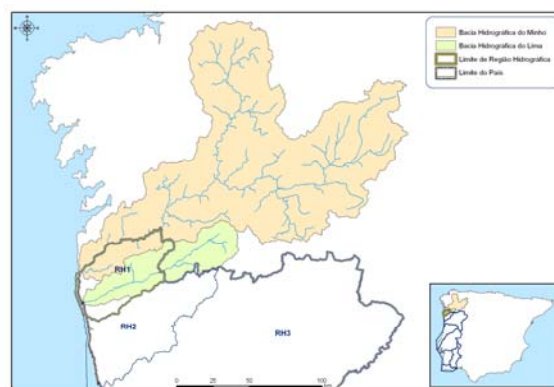 Bacia Hidrográfica do Minho
Bacia Hidrográfica do Lima
Limite de Região Hidrográfica
Limite do País
RH1
RH2
RH3
0
50
100